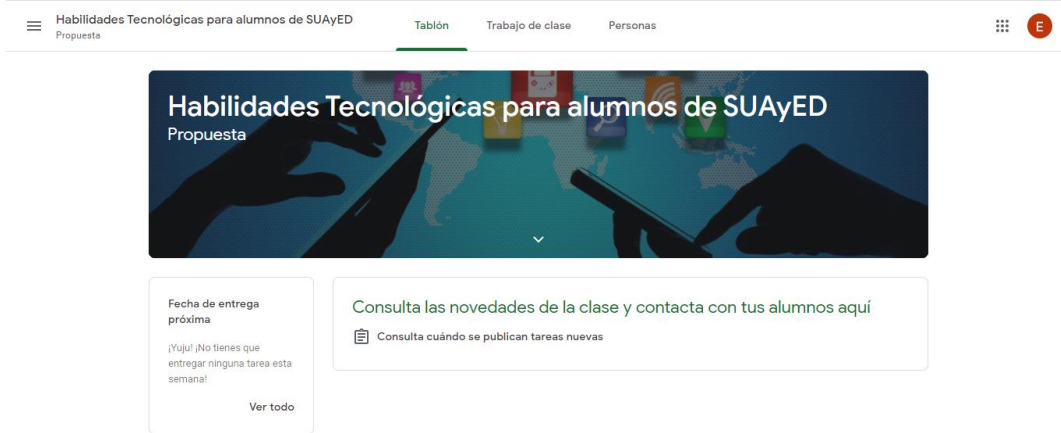 Habilidades Tecnológicas para alumnos de SUAyED
Propuesta
Tablón
Trabajo de clase
Personas
E
Habilidades Tecnológicas para alumnos de SUAyED
Propuesta
Fecha de entrega
próxima
¡Yuju! ¡No tienes que
entregar ninguna tarea esta
semana!
Ver todo
Consulta las novedades de la clase y contacta con tus alumnos aquí
Consulta cuándo se publican tareas nuevas